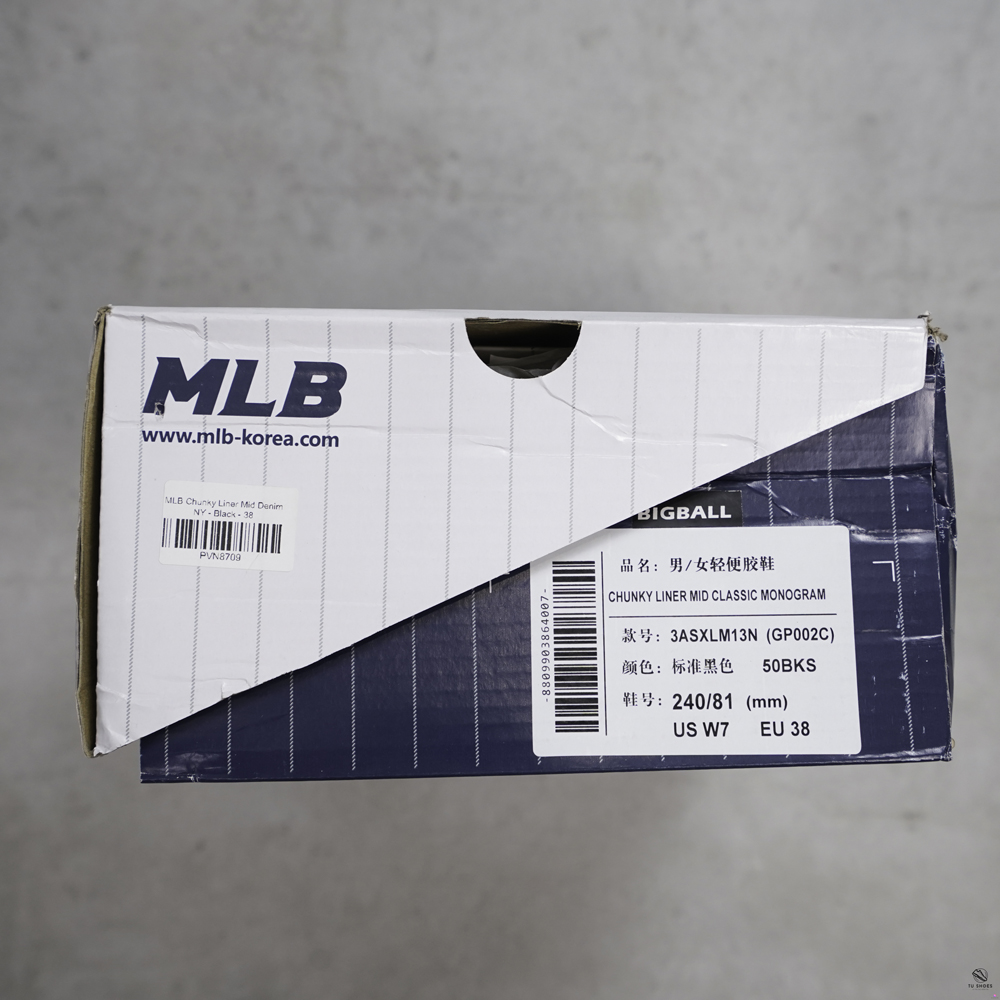 MLB
www.mlb-korea.com
MLB Chunky Liner Mid Denim
NY - Black - 38
PVN8709
BIGBALL
品名: 男/女轻便胶鞋
CHUNKY LINER MID CLASSIC MONOGRAM
款号: 3ASXLM13N (GP002C)
颜色: 标准黑色 50BKS
鞋号: 240/81 (mm)
US W7 EU 38
-8809903864007-
TU SHOES